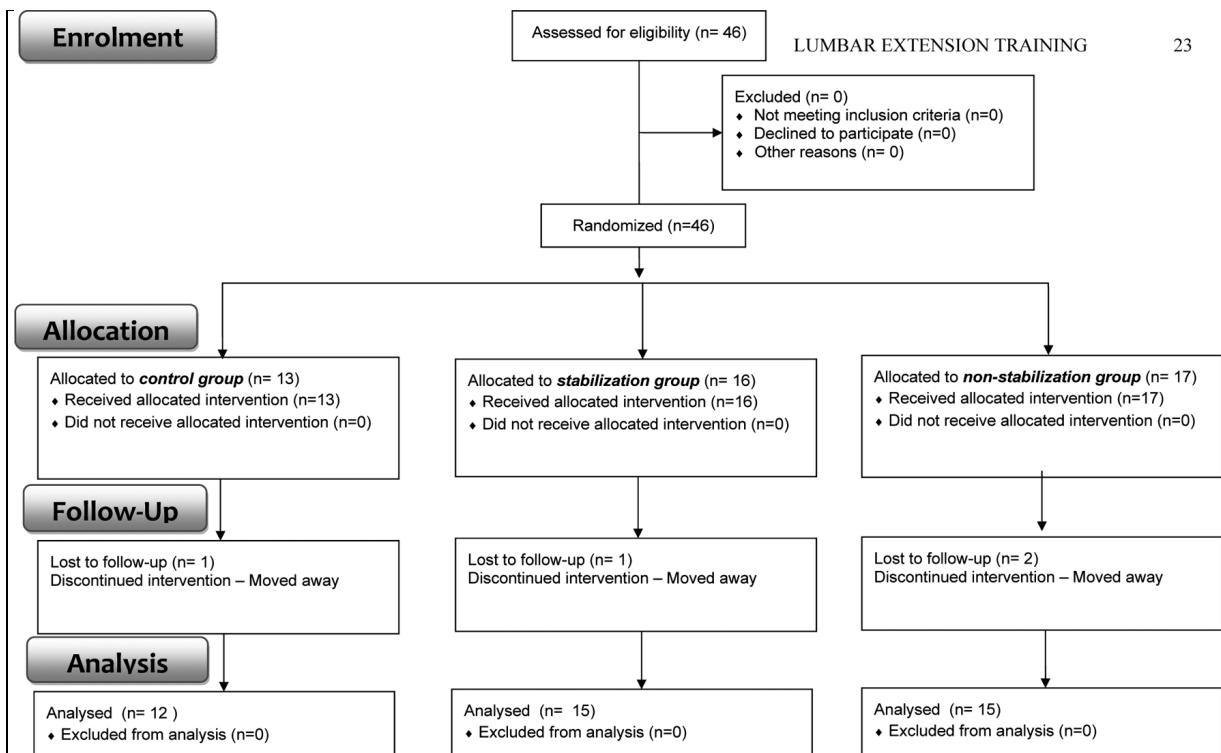 Enrolment
Assessed for eligibility (n= 46)
LUMBAR EXTENSION TRAINING 23
Excluded (n= 0)
♦ Not meeting inclusion criteria (n=0)
♦ Declined to participate (n=0)
♦ Other reasons (n= 0)
Randomized (n=46)
Allocation
Allocated to control group (n= 13)
♦ Received allocated intervention (n=13)
♦ Did not receive allocated intervention (n=0)
Allocated to stabilization group (n= 16)
♦ Received allocated intervention (n=16)
♦ Did not receive allocated intervention (n=0)
Allocated to non-stabilization group (n= 17)
♦ Received allocated intervention (n=17)
♦ Did not receive allocated intervention (n=0)
Follow-Up
Lost to follow-up (n= 1)
Discontinued intervention – Moved away
Lost to follow-up (n= 1)
Discontinued intervention – Moved away
Lost to follow-up (n= 2)
Discontinued intervention – Moved away
Analysis
Analysed (n= 12 )
♦ Excluded from analysis (n=0)
Analysed (n= 15)
♦ Excluded from analysis (n=0)
Analysed (n= 15)
♦ Excluded from analysis (n=0)